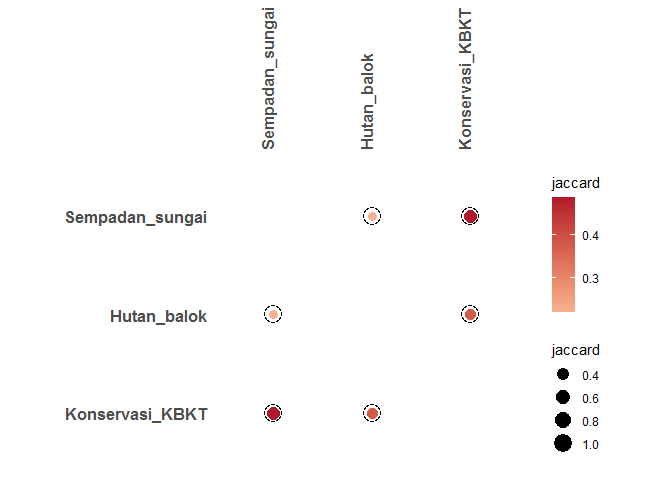 Sempadan_sungai
Hutan_balok
Konservasi_KBKT
Sempadan_sungai
Hutan_balok
Konservasi_KBKT
jaccard
0.4
0.3
jaccard
0.4
0.6
0.8
1.0